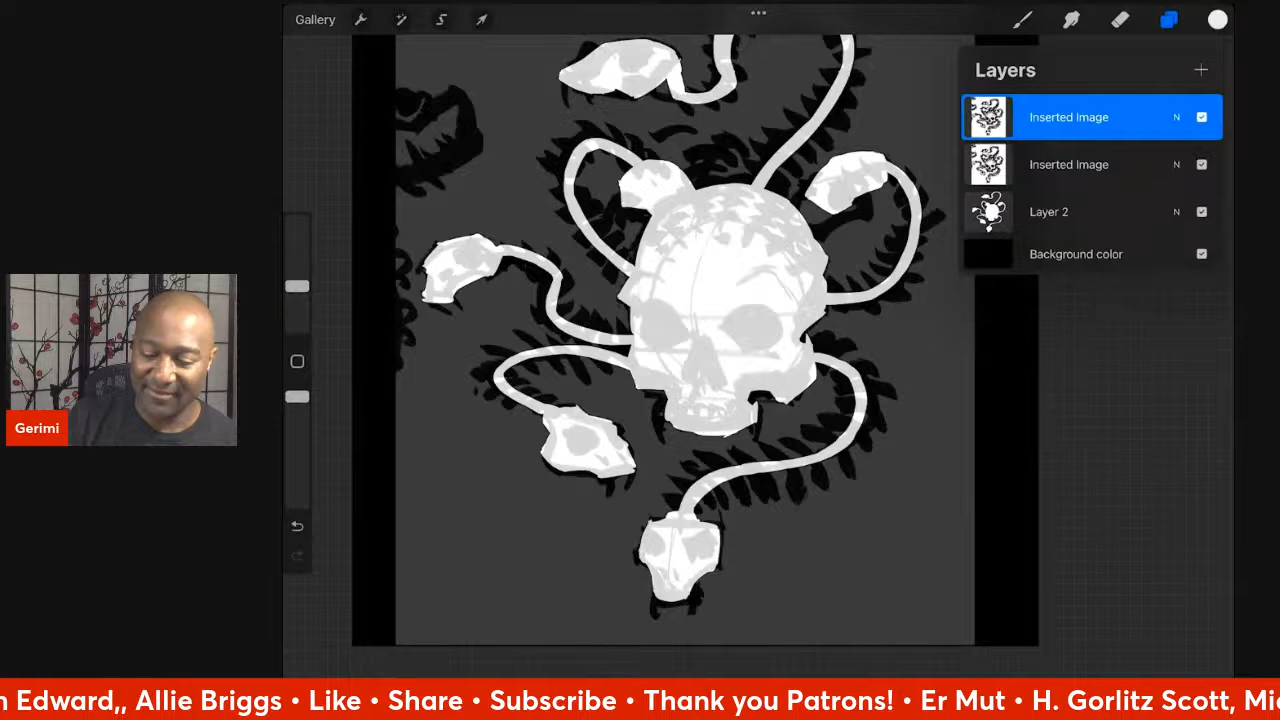 Gallery
Layers
Inserted Image N
Inserted Image N
Layer 2 N
Background color
Gerimi
Edward,, Allie Briggs • Like • Share • Subscribe • Thank you Patrons! • Er Mut • H. Gorlitz Scott,